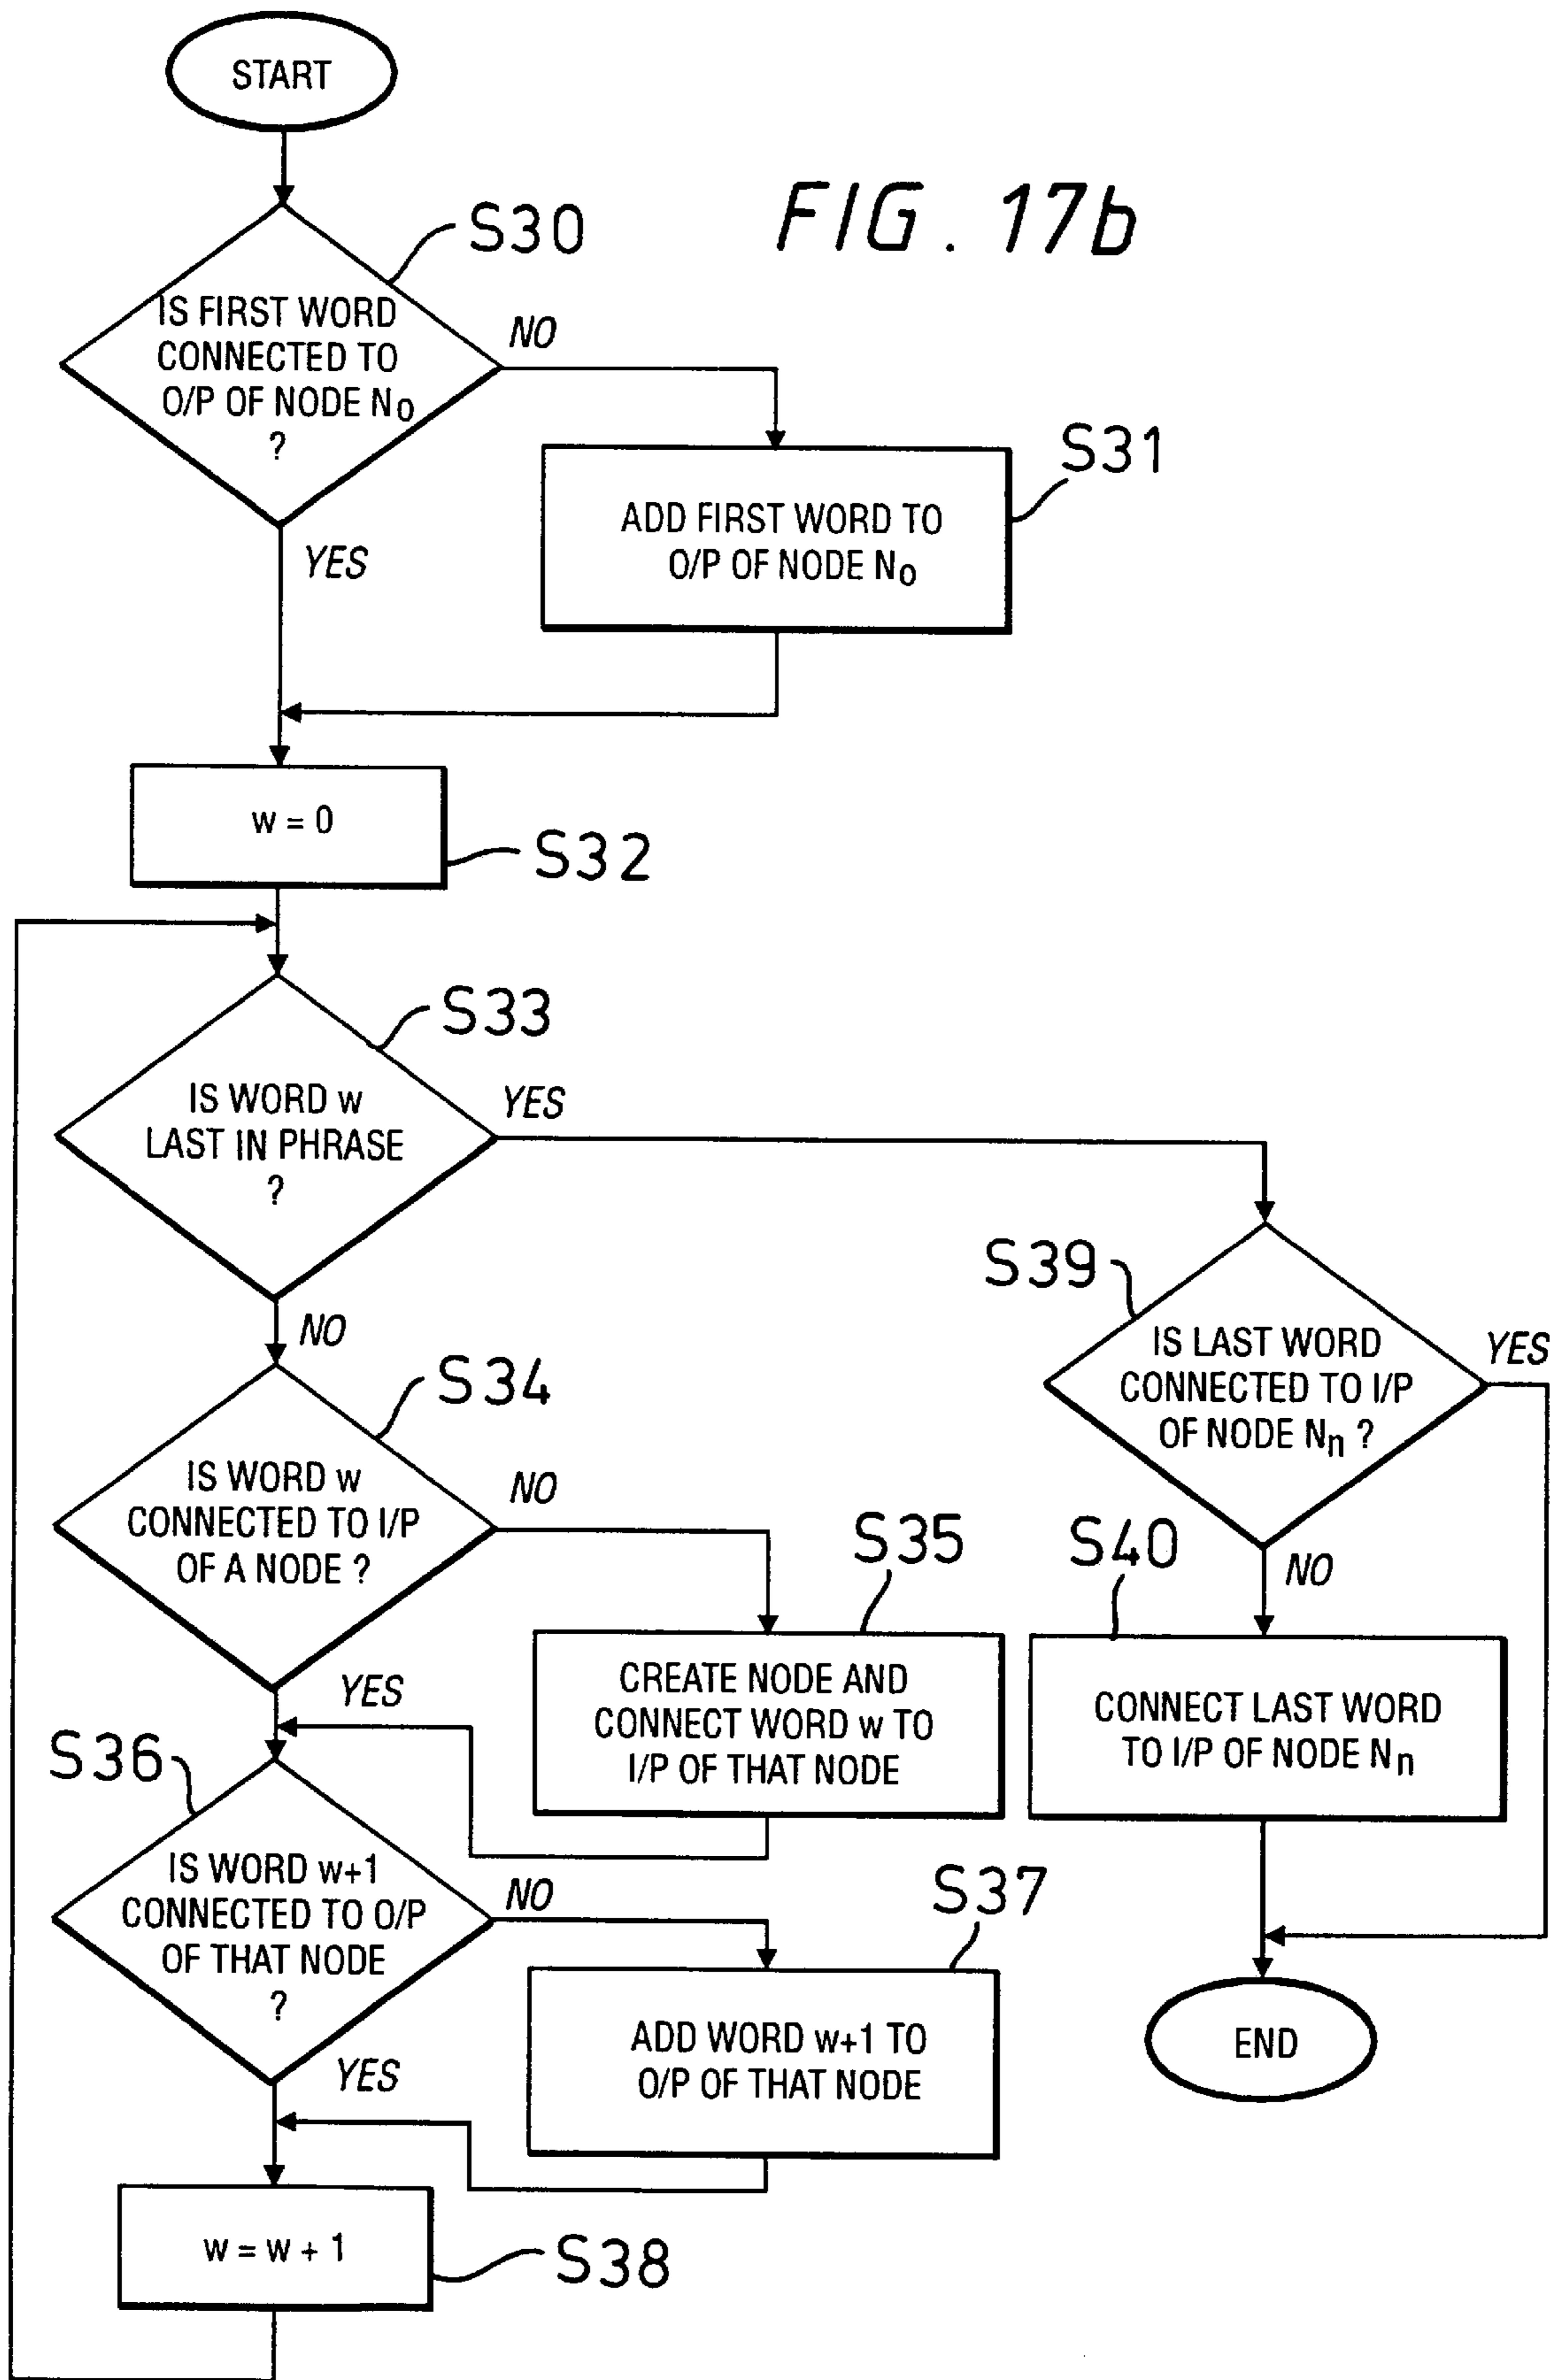 START
FIG. 17b
S30
IS FIRST WORD
CONNECTED TO
O/P OF NODE N₀
?
NO
YES
S31
ADD FIRST WORD TO
O/P OF NODE N₀
w = 0
S32
S33
IS WORD w
LAST IN PHRASE
?
YES
NO
S34
IS WORD w
CONNECTED TO I/P
OF A NODE ?
NO
YES
S35
CREATE NODE AND
CONNECT WORD w TO
I/P OF THAT NODE
S36
IS WORD w+1
CONNECTED TO O/P
OF THAT NODE
?
NO
YES
S37
ADD WORD w+1 TO
O/P OF THAT NODE
w = w + 1
S38
S39
IS LAST WORD
CONNECTED TO I/P
OF NODE Nₙ ?
YES
NO
S40
CONNECT LAST WORD
TO I/P OF NODE Nₙ
END